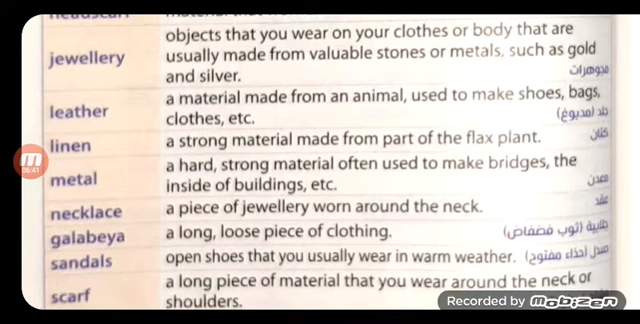 headscarf
jewellery
objects that you wear on your clothes or body that are
usually made from valuable stones or metals, such as gold
and silver.
مجوهرات
leather
a material made from an animal, used to make shoes, bags,
clothes, etc.
جلد (مدبوغ)
linen
a strong material made from part of the flax plant.
كتان
metal
a hard, strong material often used to make bridges, the
inside of buildings, etc.
معدن
necklace
a piece of jewellery worn around the neck.
عقد
galabeya
a long, loose piece of clothing.
جلابية (ثوب فضفاض)
sandals
open shoes that you usually wear in warm weather.
صندل (حذاء مفتوح)
scarf
a long piece of material that you wear around the neck or
shoulders.
06:41
Recorded by Mobizen